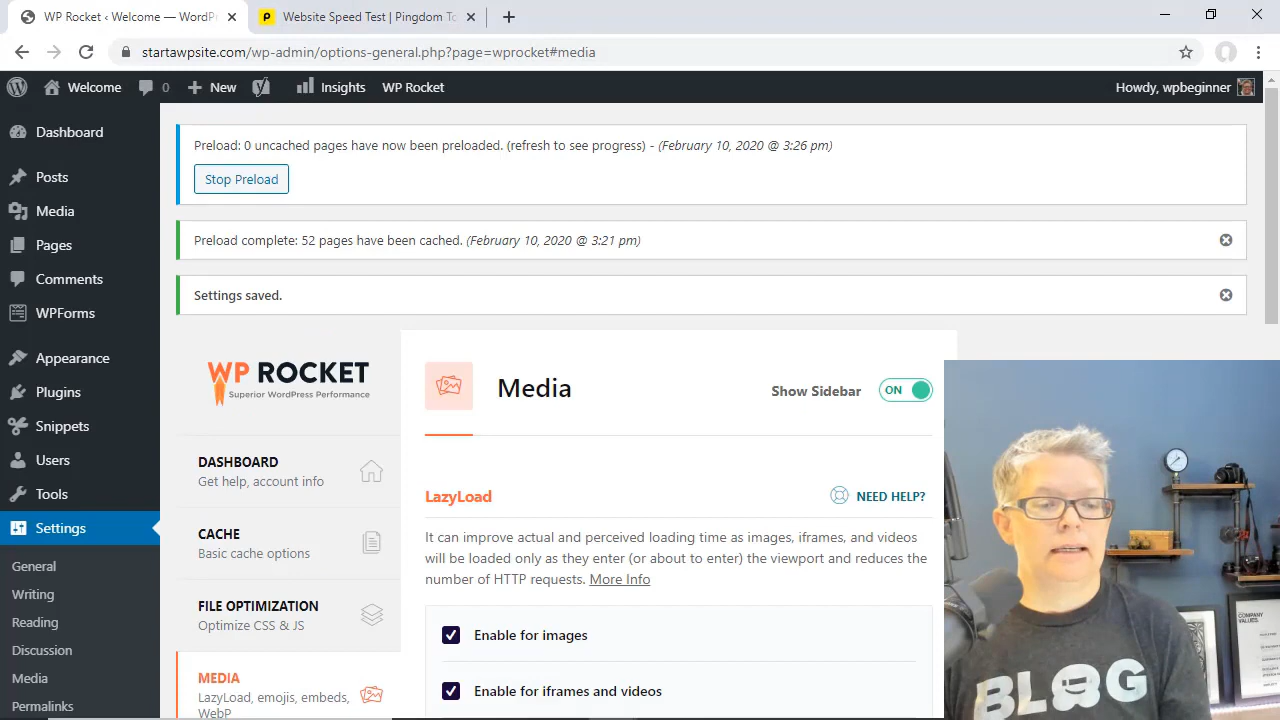 WP Rocket ‹ Welcome — WordPr
Website Speed Test | Pingdom To
startawpsite.com/wp-admin/options-general.php?page=wprocket#media
Welcome 0 New Insights WP Rocket Howdy, wpbeginner
Dashboard
Posts
Media
Pages
Comments
WPForms
Appearance
Plugins
Snippets
Users
Tools
Settings
General
Writing
Reading
Discussion
Media
Permalinks
Preload: 0 uncached pages have now been preloaded. (refresh to see progress) - (February 10, 2020 @ 3:26 pm)
Stop Preload
Preload complete: 52 pages have been cached. (February 10, 2020 @ 3:21 pm)
Settings saved.
WP ROCKET
Superior WordPress Performance
DASHBOARD
Get help, account info
CACHE
Basic cache options
FILE OPTIMIZATION
Optimize CSS & JS
MEDIA
LazyLoad, emojis, embeds,
WebP
Media
Show Sidebar ON
LazyLoad
NEED HELP?
It can improve actual and perceived loading time as images, iframes, and videos
will be loaded only as they enter (or about to enter) the viewport and reduces the
number of HTTP requests. More Info
Enable for images
Enable for iframes and videos
BLOG
COMPANY
VALUES